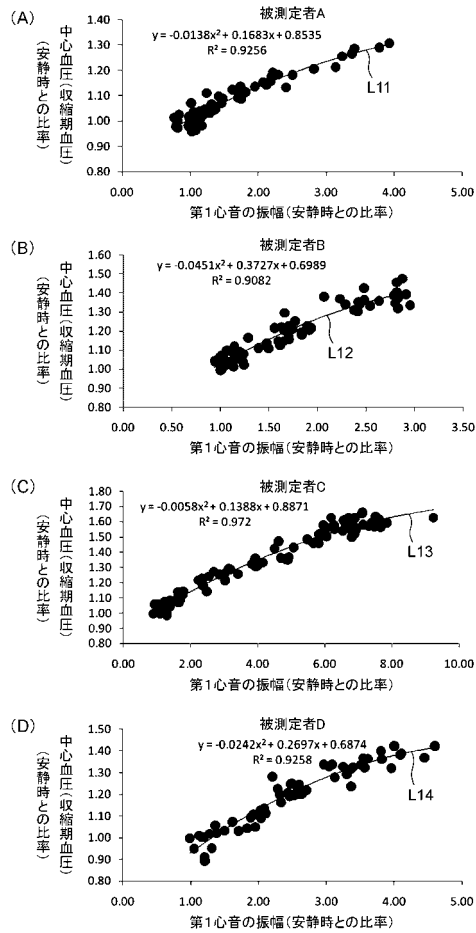 (A)
被測定者A
y = -0.0138x² + 0.1683x + 0.8535
R² = 0.9256
中心血圧(収縮期血圧)
(安静時との比率)
1.40
1.30
1.20
1.10
1.00
0.90
0.80
L11
0.00 1.00 2.00 3.00 4.00 5.00
第1心音の振幅(安静時との比率)
(B)
被測定者B
y = -0.0451x² + 0.3727x + 0.6989
R² = 0.9082
中心血圧(収縮期血圧)
(安静時との比率)
1.60
1.50
1.40
1.30
1.20
1.10
1.00
0.90
0.80
L12
0.00 0.50 1.00 1.50 2.00 2.50 3.00 3.50
第1心音の振幅(安静時との比率)
(C)
被測定者C
y = -0.0058x² + 0.1388x + 0.8871
R² = 0.972
中心血圧(収縮期血圧)
(安静時との比率)
1.80
1.70
1.60
1.50
1.40
1.30
1.20
1.10
1.00
0.90
0.80
L13
0.00 2.00 4.00 6.00 8.00 10.00
第1心音の振幅(安静時との比率)
(D)
被測定者D
y = -0.0242x² + 0.2697x + 0.6874
R² = 0.9258
中心血圧(収縮期血圧)
(安静時との比率)
1.50
1.40
1.30
1.20
1.10
1.00
0.90
0.80
L14
0.00 1.00 2.00 3.00 4.00 5.00
第1心音の振幅(安静時との比率)